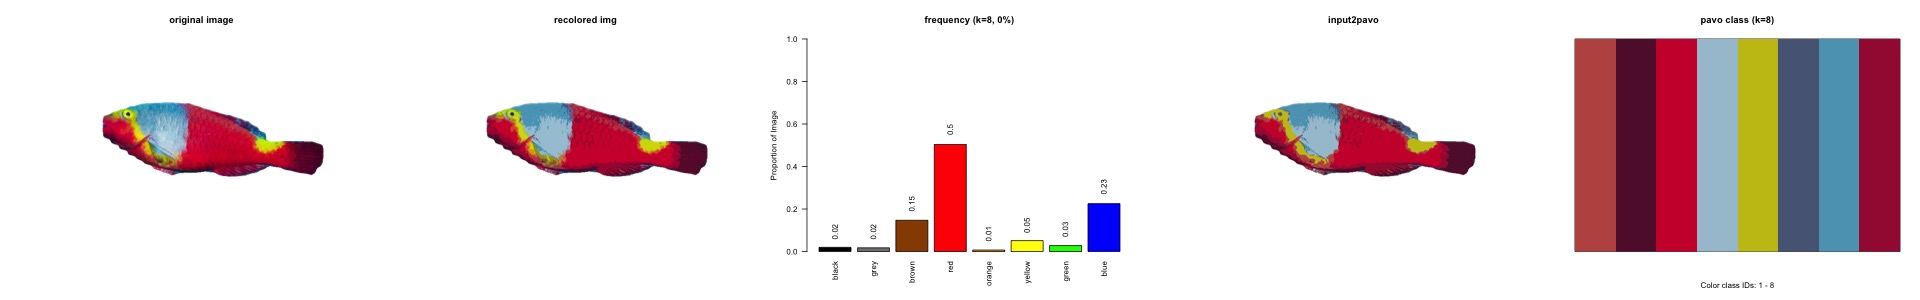 original image
recolored img
frequency (k=8, 0%)
input2pavo
pavo class (k=8)
Proportion of Image
1.0
0.8
0.6
0.4
0.2
0.0
0.02
0.02
0.15
0.5
0.01
0.05
0.03
0.23
black
grey
brown
red
orange
yellow
green
blue
Color class IDs: 1 - 8